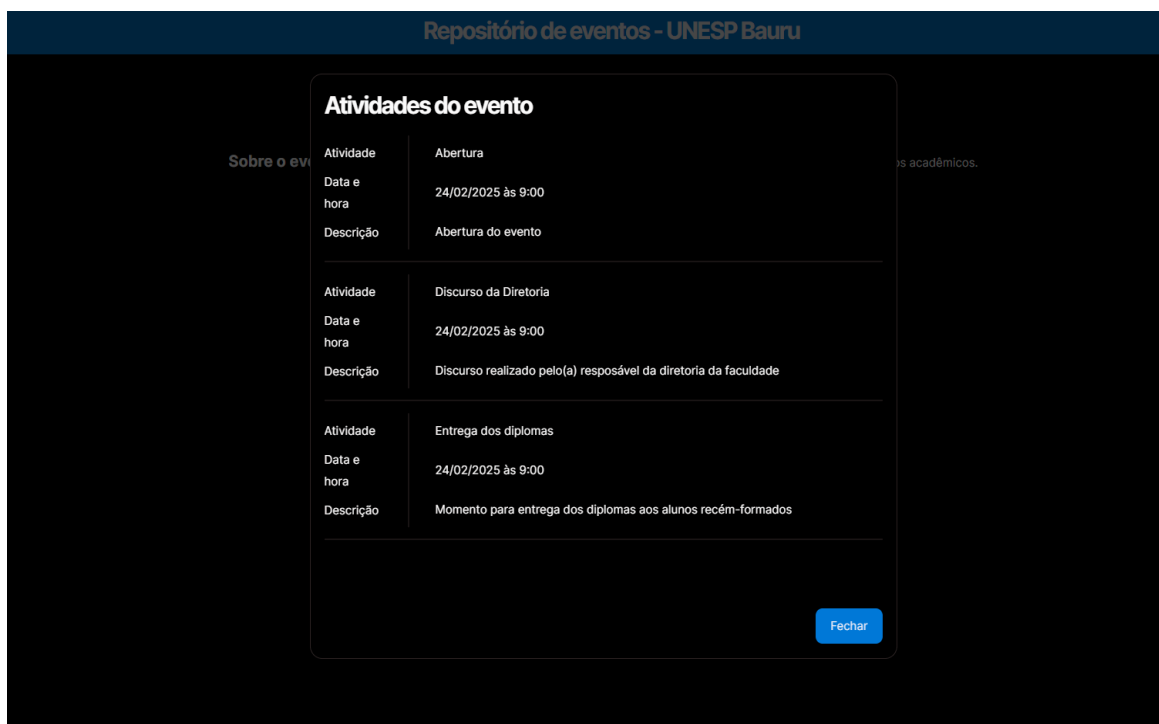 Repositório de eventos - UNESP Bauru
Atividades do evento
Sobre o
os acadêmicos.
Atividade Abertura
Data e
hora
24/02/2025 às 9:00
Descrição Abertura do evento
Atividade Discurso da Diretoria
Data e
hora
24/02/2025 às 9:00
Descrição Discurso realizado pelo(a) resposável da diretoria da faculdade
Atividade Entrega dos diplomas
Data e
hora
24/02/2025 às 9:00
Descrição Momento para entrega dos diplomas aos alunos recém-formados
Fechar